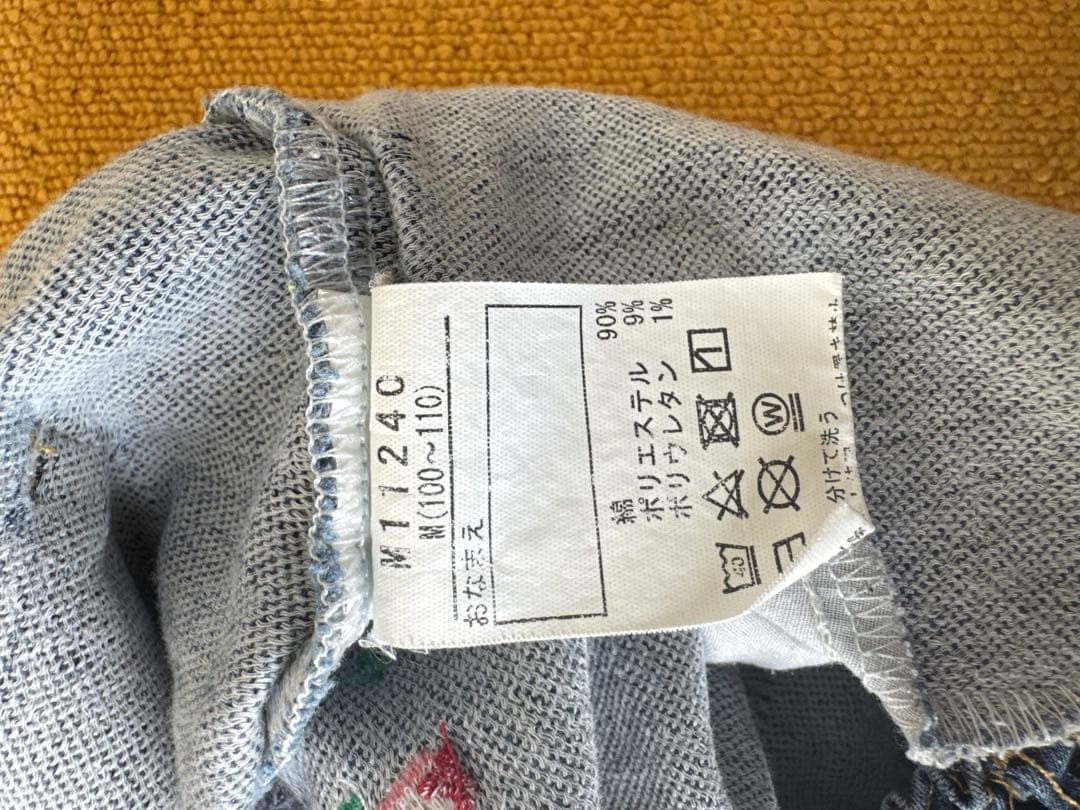 M11240
M(100~110)
おなまえ
綿 90%
ポリエステル 9%
ポリウレタン 1%
40
W
分けて洗う